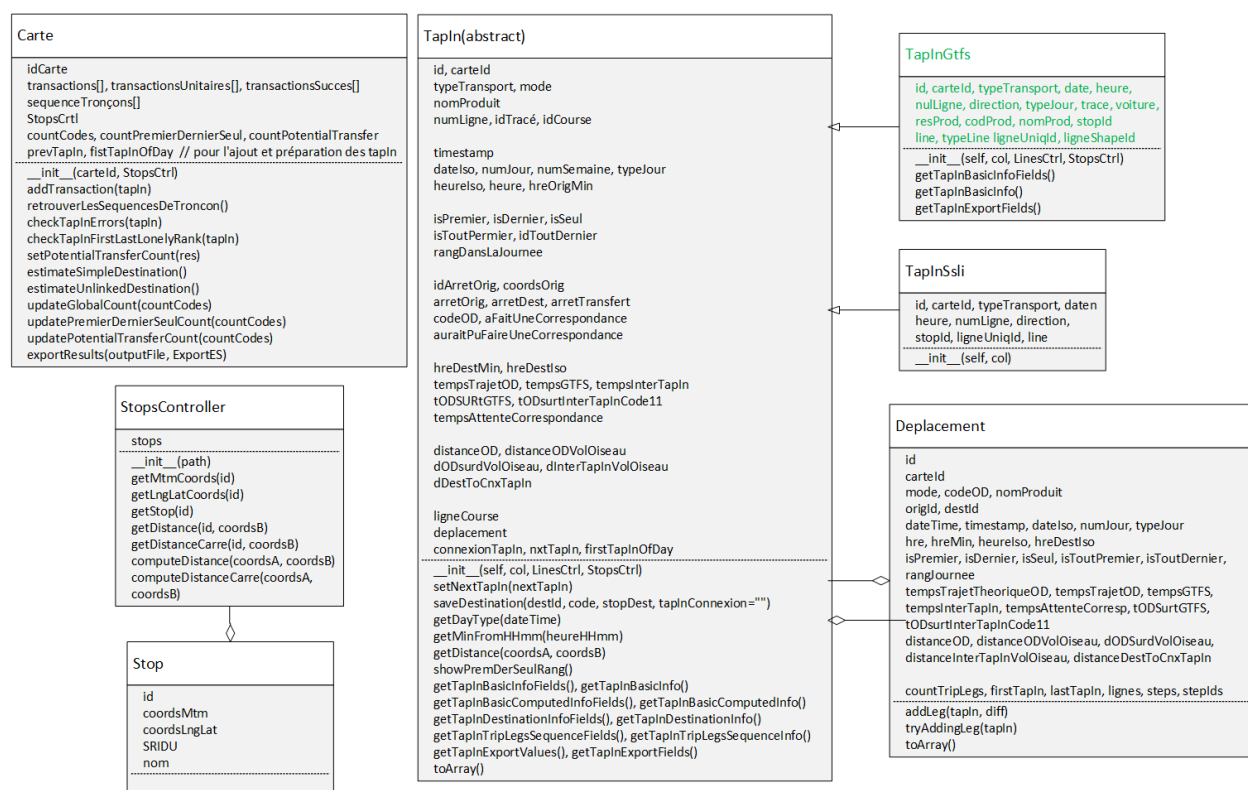 Carte
idCarte
transactions[], transactionsUnitaires[], transactionsSucces[]
sequenceTronçons[]
StopsCrtl
countCodes, countPremierDernierSeul, countPotentialTransfer
prevTapIn, fistTapInOfDay // pour l'ajout et préparation des tapIn
__init__(carteId, StopsCtrl)
addTransaction(tapIn)
retrouverLesSequencesDeTroncon()
checkTapInErrors(tapIn)
checkTapInFirstLastLonelyRank(tapIn)
setPotentialTransferCount(res)
estimateSimpleDestination()
estimateUnlinkedDestination()
updateGlobalCount(countCodes)
updatePremierDernierSeulCount(countCodes)
updatePotentialTransferCount(countCodes)
exportResults(outputFile, ExportES)
StopsController
stops
__init__(path)
getMtmCoords(id)
getLngLatCoords(id)
getStop(id)
getDistance(id, coordsB)
getDistanceCarre(id, coordsB)
computeDistance(coordsA, coordsB)
computeDistanceCarre(coordsA,
coordsB)
Stop
id
coordsMtm
coordsLngLat
SRIDU
nom
TapIn(abstract)
id, carteId
typeTransport, mode
nomProduit
numLigne, idTracé, idCourse
timestamp
dateIso, numJour, numSemaine, typeJour
heureIso, heure, hreOrigMin
isPremier, isDernier, isSeul
isToutPermier, idToutDernier
rangDansLaJournee
idArretOrig, coordsOrig
arretOrig, arretDest, arretTransfert
codeOD, aFaitUneCorrespondance
auraitPuFaireUneCorrespondance
hreDestMin, hreDestIso
tempsTrajetOD, tempsGTFS, tempsInterTapIn
tODSURtGTFS, tODsurtInterTapInCode11
tempsAttenteCorrespondance
distanceOD, distanceODVolOiseau
dODsurdVolOiseau, dInterTapInVolOiseau
dDestToCnxTapIn
ligneCourse
deplacement
connexionTapIn, nxtTapIn, firstTapInOfDay
__init__(self, col, LinesCtrl, StopsCtrl)
setNextTapIn(nextTapIn)
saveDestination(destId, code, stopDest, tapInConnexion="")
getDayType(dateTime)
getMinFromHHmm(heureHHmm)
getDistance(coordsA, coordsB)
showPremDerSeulRang()
getTapInBasicInfoFields(), getTapInBasicInfo()
getTapInBasicComputedInfoFields(), getTapInBasicComputedInfo()
getTapInDestinationInfoFields(), getTapInDestinationInfo()
getTapInTripLegsSequenceFields(), getTapInTripLegsSequenceInfo()
getTapInExportValues(), getTapInExportFields()
toArray()
TapInGtfs
id, carteId, typeTransport, date, heure,
nulLigne, direction, typeJour, trace, voiture,
resProd, codProd, nomProd, stopId
line, typeLine ligneUniqId, ligneShapeId
__init__(self, col, LinesCtrl, StopsCtrl)
getTapInBasicInfoFields()
getTapInBasicInfo()
getTapInExportFields()
TapInSsli
id, carteId, typeTransport, daten
heure, numLigne, direction,
stopId, ligneUniqId, line
__init__(self, col)
Deplacement
id
carteId
mode, codeOD, nomProduit
origId, destId
dateTime, timestamp, dateIso, numJour, typeJour
hre, hreMin, heureIso, hreDestIso
isPremier, isDernier, isSeul, isToutPremier, isToutDernier,
rangJournee
tempsTrajetTheoriqueOD, tempsTrajetOD, tempsGTFS,
tempsInterTapIn, tempsAttenteCorresp, tODSurtGTFS,
tODsurtInterTapInCode11
distanceOD, distanceODVolOiseau, dODSurdVolOiseau,
distanceInterTapInVolOiseau, distanceDestToCnxTapIn
countTripLegs, firstTapIn, lastTapIn, lignes, steps, stepIds
addLeg(tapIn, diff)
tryAddingLeg(tapIn)
toArray()